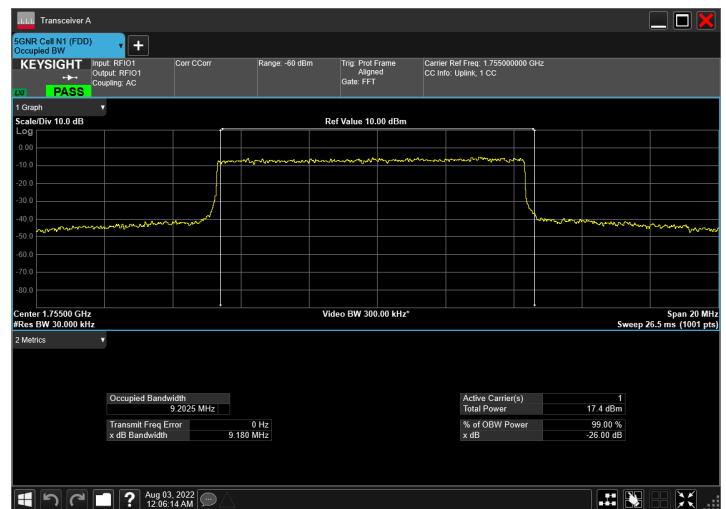 Transceiver A
5GNR Cell N1 (FDD)
Occupied BW
KEYSIGHT
LXI
PASS
Input: RFIO1
Output: RFIO1
Coupling: AC
Corr CCorr
Range: -60 dBm
Trig: Prot Frame
Aligned
Gate: FFT
Carrier Ref Freq: 1.755000000 GHz
CC Info: Uplink, 1 CC
1 Graph
Scale/Div 10.0 dB
Ref Value 10.00 dBm
Log
0.00
-10.0
-20.0
-30.0
-40.0
-50.0
-60.0
-70.0
-80.0
Center 1.75500 GHz
Video BW 300.00 kHz*
Span 20 MHz
#Res BW 30.000 kHz
Sweep 26.5 ms (1001 pts)
2 Metrics
Occupied Bandwidth
9.2025 MHz
Transmit Freq Error 0 Hz
x dB Bandwidth 9.180 MHz
Active Carrier(s) 1
Total Power 17.4 dBm
% of OBW Power 99.00 %
x dB -26.00 dB
?
Aug 03, 2022
12:06:14 AM